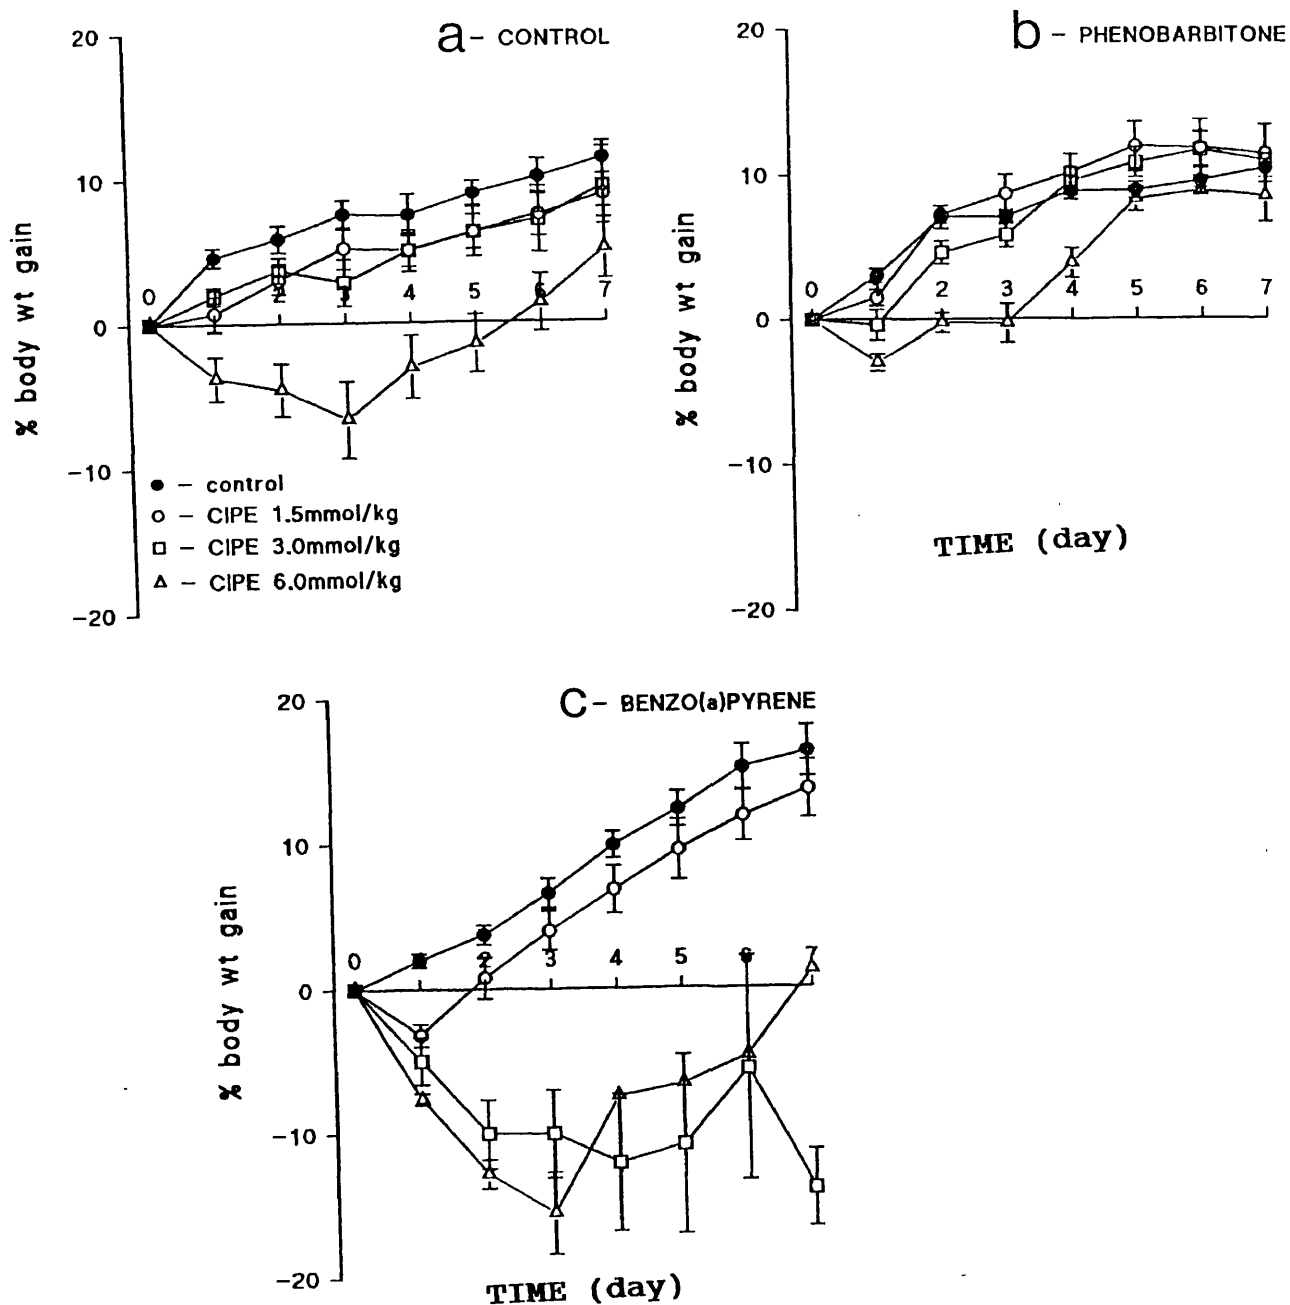 a - CONTROL
20
10
0
-10
-20
% body wt gain
0 2 3 4 5 6 7
● - control
○ - CIPE 1.5mmol/kg
□ - CIPE 3.0mmol/kg
△ - CIPE 6.0mmol/kg
b - PHENOBARBITONE
20
10
0
-10
-20
% body wt gain
0 2 3 4 5 6 7
TIME (day)
C - BENZO(a)PYRENE
20
10
0
-10
-20
% body wt gain
0 2 3 4 5 6 7
TIME (day)